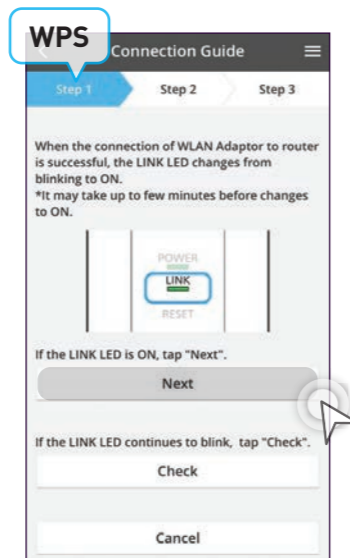 WPS
Connection Guide
Step 1
Step 2
Step 3
When the connection of WLAN Adaptor to router
is successful, the LINK LED changes from
blinking to ON.
*It may take up to few minutes before changes
to ON.
POWER
LINK
RESET
If the LINK LED is ON, tap "Next".
Next
If the LINK LED continues to blink, tap "Check".
Check
Cancel